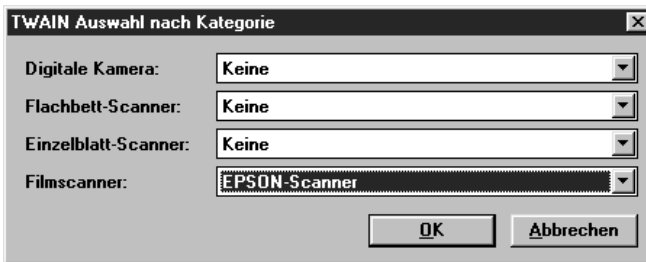 TWAIN Auswahl nach Kategorie
Digitale Kamera: Keine
Flachbett-Scanner: Keine
Einzelblatt-Scanner: Keine
Filmscanner: EPSON-Scanner
OK Abbrechen